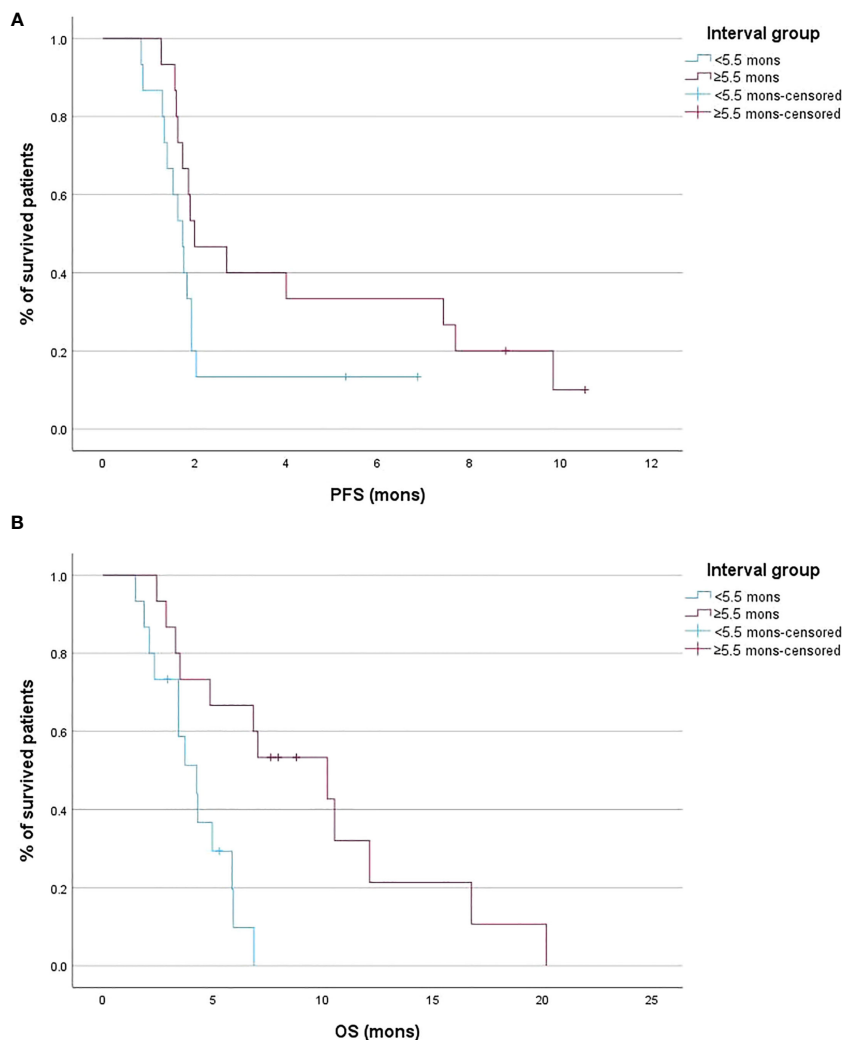 A
Interval group
<5.5 mons
≥5.5 mons
<5.5 mons-censored
≥5.5 mons-censored
1.0
0.8
0.6
0.4
0.2
0.0
% of survived patients
0 2 4 6 8 10 12
PFS (mons)
B
Interval group
<5.5 mons
≥5.5 mons
<5.5 mons-censored
≥5.5 mons-censored
1.0
0.8
0.6
0.4
0.2
0.0
% of survived patients
0 5 10 15 20 25
OS (mons)